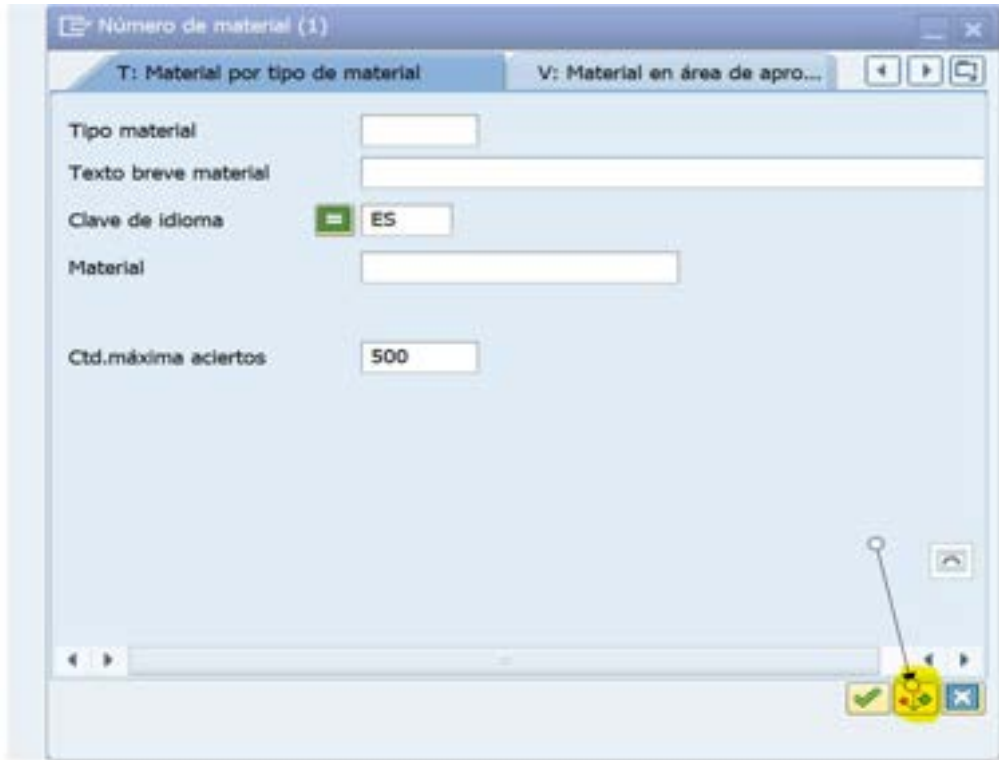 Número de material (1)
T: Material por tipo de material
V: Material en área de apro...
Tipo material
Texto breve material
Clave de idioma
ES
Material
Ctd.máxima aciertos
500